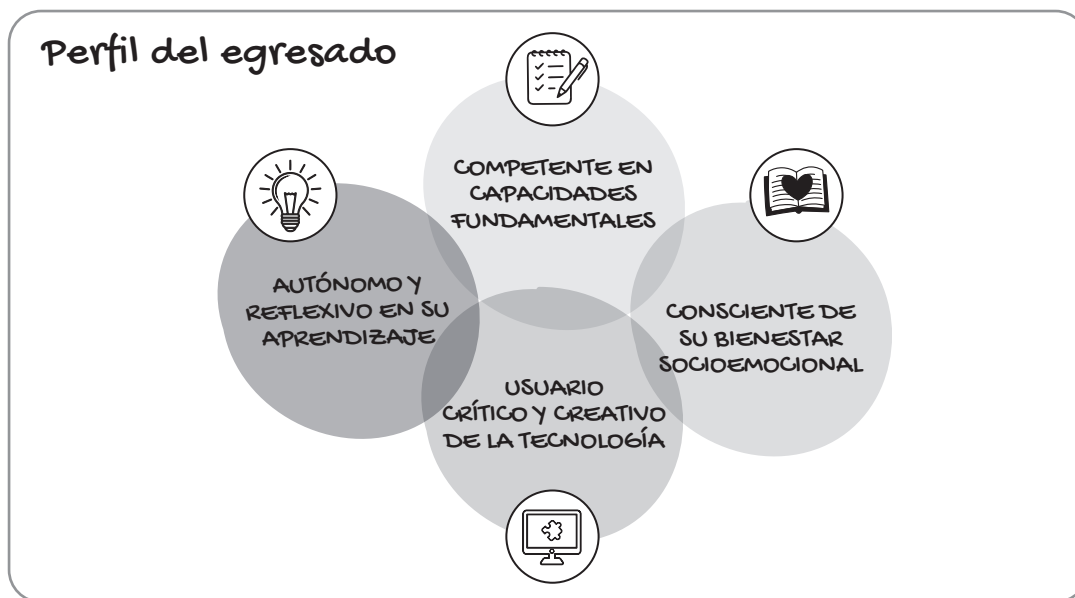 Perfil del egresado
COMPETENTE EN
CAPACIDADES
FUNDAMENTALES
AUTÓNOMO Y
REFLEXIVO EN SU
APRENDIZAJE
CONSCIENTE DE
SU BIENESTAR
SOCIOEMOCIONAL
USUARIO
CRÍTICO Y CREATIVO
DE LA TECNOLOGÍA